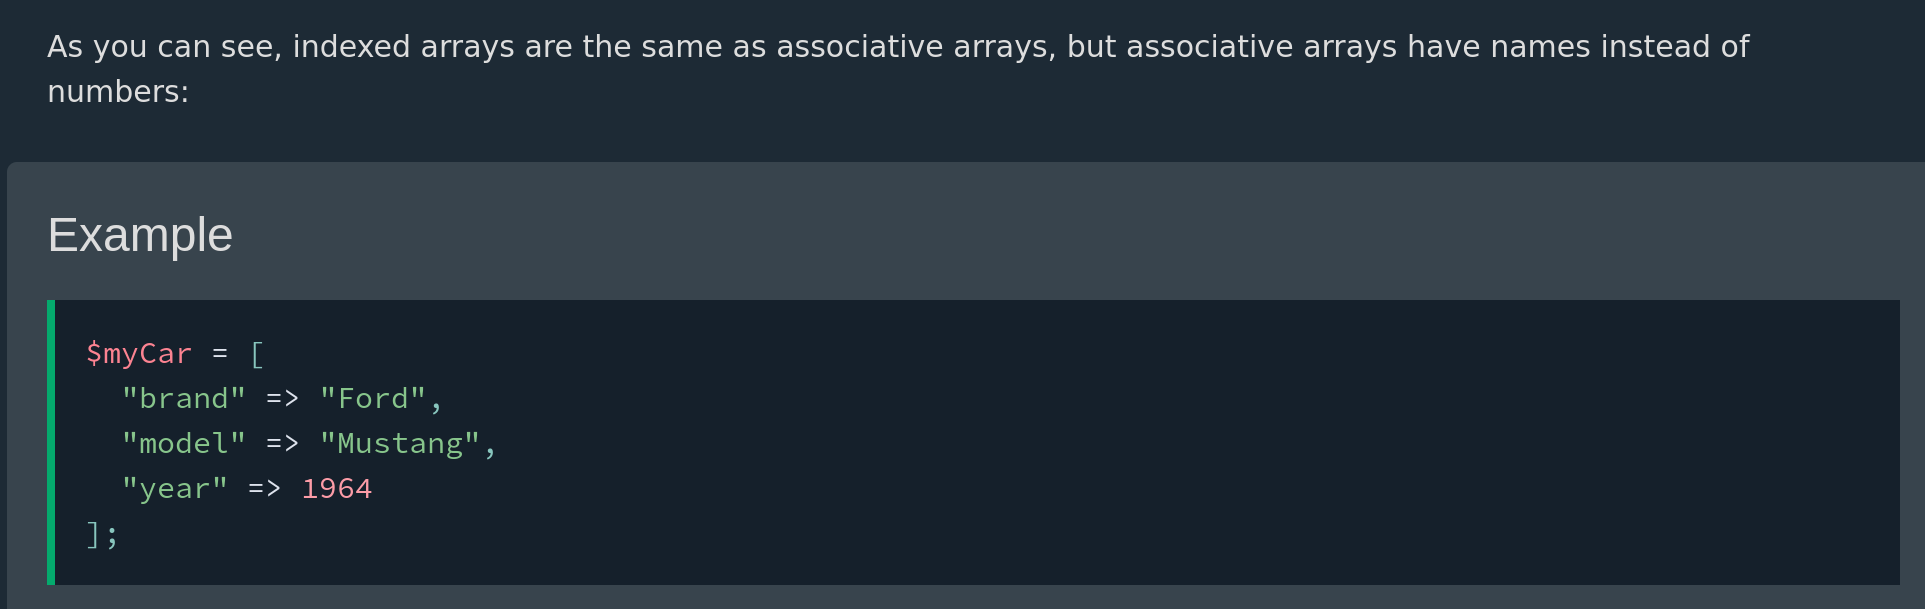 As you can see, indexed arrays are the same as associative arrays, but associative arrays have names instead of
numbers:
Example
$myCar = [
  "brand" => "Ford",
  "model" => "Mustang",
  "year" => 1964
];